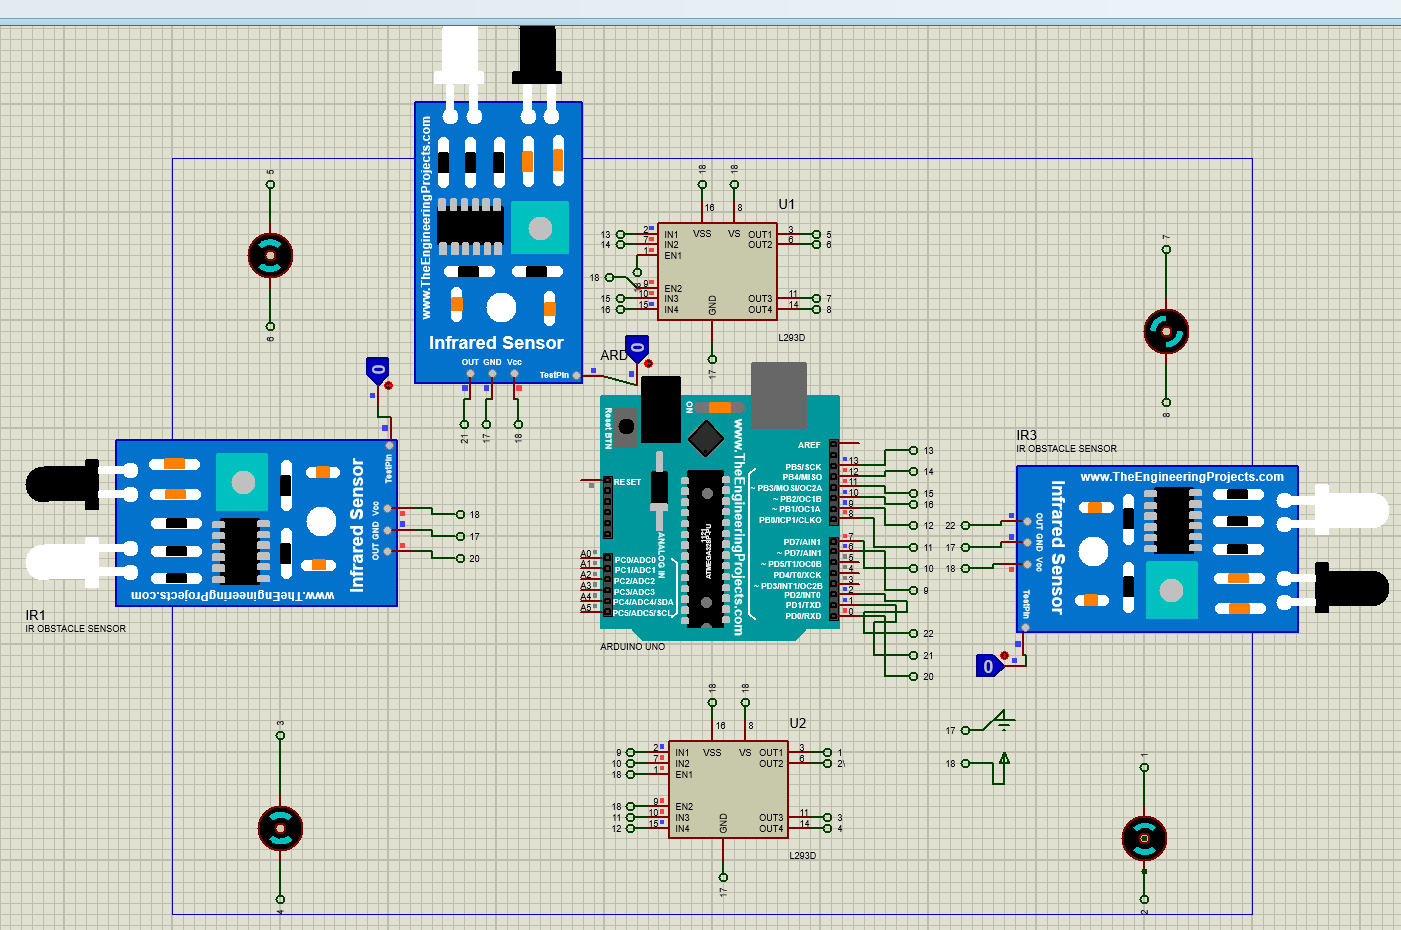 www.TheEngineeringProjects.com
Infrared Sensor
OUT GND Vcc
TestPin
21
17
18
0
5
6
18
18
U1
16
8
13
14
2
7
1
IN1
IN2
EN1
VSS
VS
OUT1
OUT2
3
6
5
6
18
15
16
9
10
15
EN2
IN3
IN4
GND
OUT3
OUT4
11
14
7
8
L293D
17
7
8
ARD
0
ON
Reset BTN
www.TheEngineeringProjects.com
AREF
RESET
PB5/SCK
PB4/MISO
~ PB3/MOSI/OC2A
~ PB2/OC1B
~ PB1/OC1A
PB0/ICP1/CLKO
13
12
11
10
9
8
PD7/AIN1
~ PD7/AIN1
~ PD5/T1/OC0B
PD4/T0/XCK
~ PD3/INT1/OC2B
PD2/INT0
PD1/TXD
PD0/RXD
7
6
5
4
3
2
1
0
ANALOG IN
ATMEGA328P-PU
1121
A0
A1
A2
A3
A4
A5
PC0/ADC0
PC1/ADC1
PC2/ADC2
PC3/ADC3
PC4/ADC4/SDA
PC5/ADC5/SCL
ARDUINO UNO
13
14
15
16
12
11
10
9
22
21
20
0
www.TheEngineeringProjects.com
Infrared Sensor
TestPin
OUT GND Vcc
18
17
20
IR1
IR OBSTACLE SENSOR
IR3
IR OBSTACLE SENSOR
www.TheEngineeringProjects.com
Infrared Sensor
OUT GND Vcc
TestPin
22
17
18
0
17
18
3
4
18
18
U2
16
8
9
10
18
2
7
1
IN1
IN2
EN1
VSS
VS
OUT1
OUT2
3
6
1
2\
18
11
12
9
10
15
EN2
IN3
IN4
GND
OUT3
OUT4
11
14
3
4
L293D
17
1
2